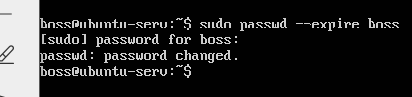 boss@ubuntu-serv:~$ sudo passwd --expire boss
[sudo] password for boss:
passwd: password changed.
boss@ubuntu-serv:~$